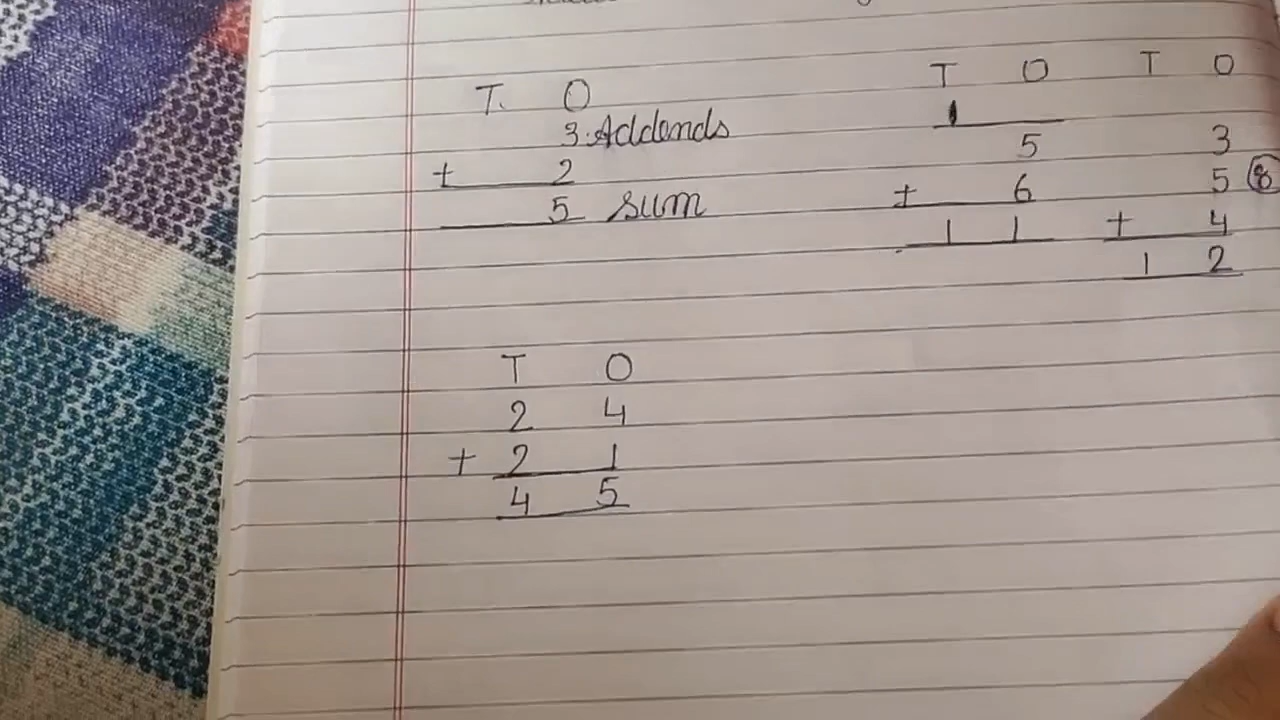 T. O
3. Addends
+ 2
5 Sum
T O
1
5
+ 6
1 1
T O
3
5 8
+ 4
1 2
T O
2 4
+ 2 1
4 5